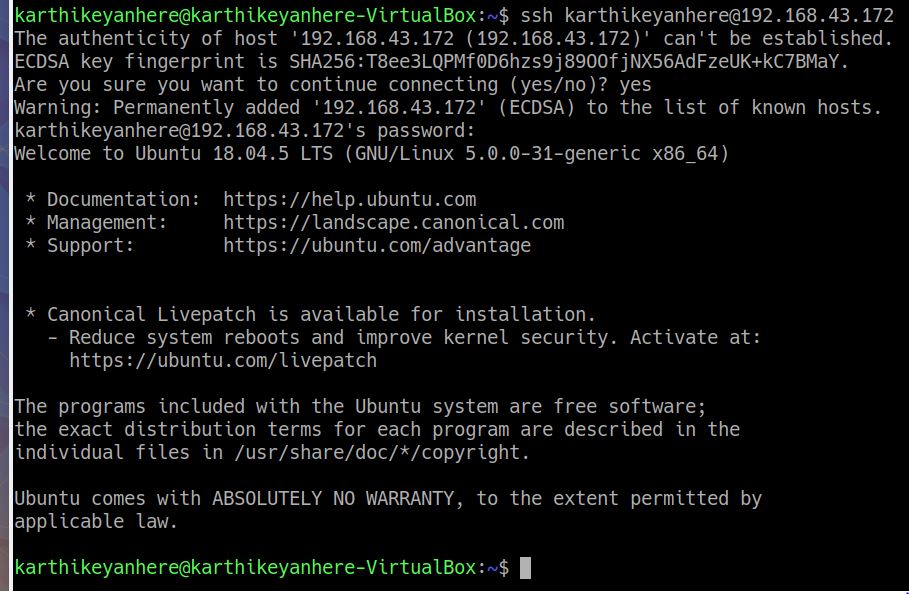 karthikeyanhere@karthikeyanhere-VirtualBox:~$ ssh karthikeyanhere@192.168.43.172
The authenticity of host '192.168.43.172 (192.168.43.172)' can't be established.
ECDSA key fingerprint is SHA256:T8ee3LQPMf0D6hzs9j89OOfjNX56AdFzeUK+kC7BMaY.
Are you sure you want to continue connecting (yes/no)? yes
Warning: Permanently added '192.168.43.172' (ECDSA) to the list of known hosts.
karthikeyanhere@192.168.43.172's password:
Welcome to Ubuntu 18.04.5 LTS (GNU/Linux 5.0.0-31-generic x86_64)
* Documentation:  https://help.ubuntu.com
* Management:     https://landscape.canonical.com
* Support:        https://ubuntu.com/advantage
* Canonical Livepatch is available for installation.
- Reduce system reboots and improve kernel security. Activate at:
https://ubuntu.com/livepatch
The programs included with the Ubuntu system are free software;
the exact distribution terms for each program are described in the
individual files in /usr/share/doc/*/copyright.
Ubuntu comes with ABSOLUTELY NO WARRANTY, to the extent permitted by
applicable law.
karthikeyanhere@karthikeyanhere-VirtualBox:~$